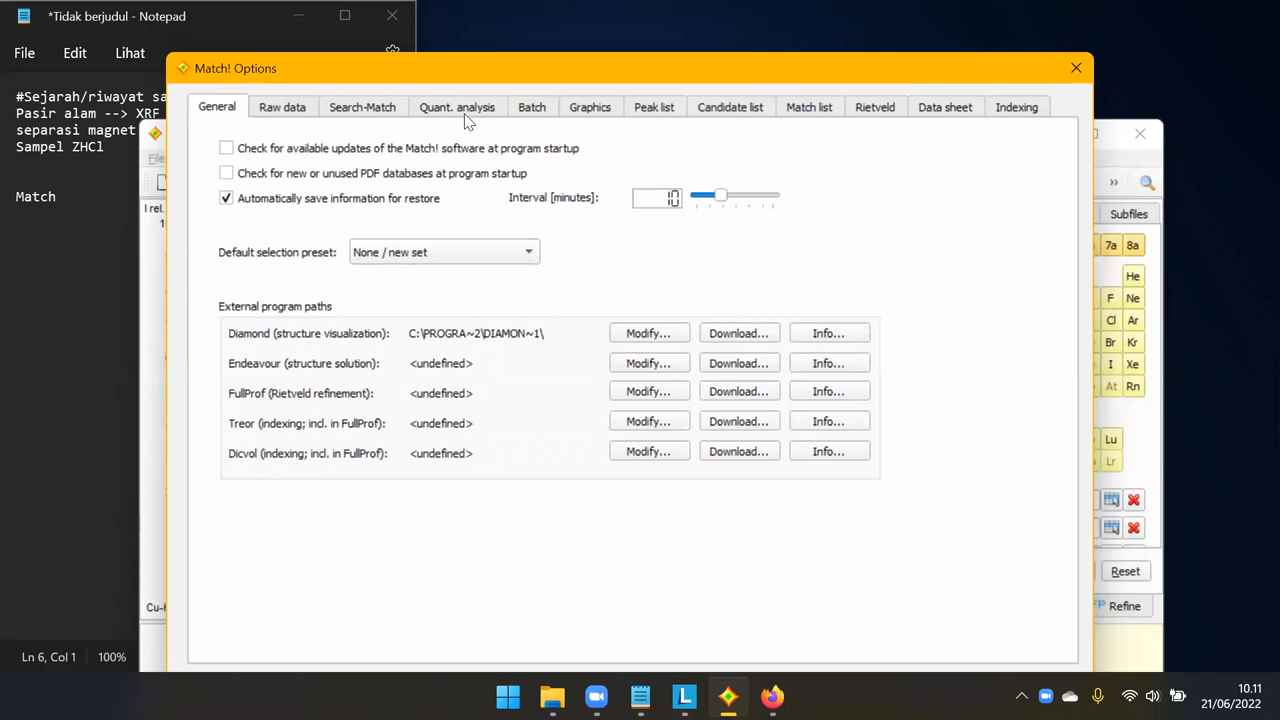 *Tidak berjudul - Notepad
File Edit Lihat
#Sejarah/riwayat sa
Pasir alam --> XRF
separasi magnet
Sampel ZHCl
Match
Ln 6, Col 1 100%
Match! Options
General Raw data Search-Match Quant. analysis Batch Graphics Peak list Candidate list Match list Rietveld Data sheet Indexing
Check for available updates of the Match! software at program startup
Check for new or unused PDF databases at program startup
Automatically save information for restore Interval [minutes]: 10
Default selection preset: None / new set
External program paths
Diamond (structure visualization): C:\PROGRA~2\DIAMON~1\ Modify... Download... Info...
Endeavour (structure solution): <undefined> Modify... Download... Info...
FullProf (Rietveld refinement): <undefined> Modify... Download... Info...
Treor (indexing; incl. in FullProf): <undefined> Modify... Download... Info...
Dicvol (indexing; incl. in FullProf): <undefined> Modify... Download... Info...
File
I rel.
Cu-
Subfiles
7a 8a
He
F Ne
Cl Ar
Br Kr
I Xe
At Rn
Lu
Lr
Reset
Refine
10.11
21/06/2022